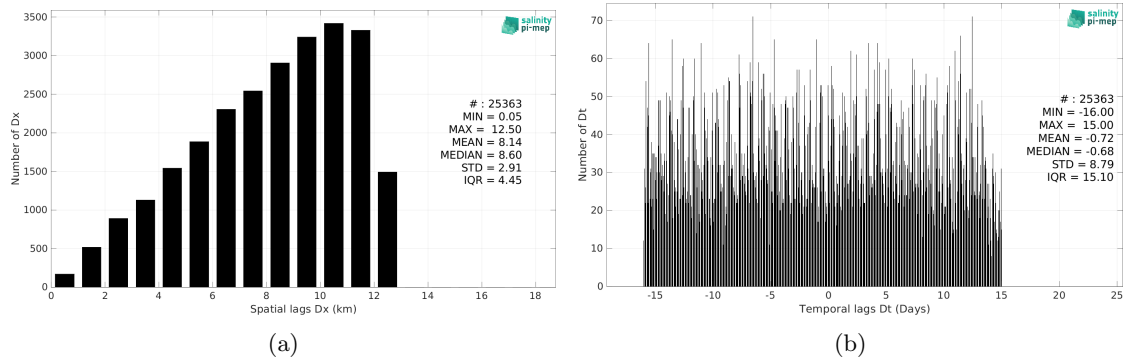 3500
3000
2500
2000
1500
1000
500
0
Number of Dx
salinity
pi-mep
# : 25363
MIN = 0.05
MAX = 12.50
MEAN = 8.14
MEDIAN = 8.60
STD = 2.91
IQR = 4.45
0 2 4 6 8 10 12 14 16 18
Spatial lags Dx (km)
(a)
70
60
50
40
30
20
10
0
Number of Dt
salinity
pi-mep
# : 25363
MIN = -16.00
MAX = 15.00
MEAN = -0.72
MEDIAN = -0.68
STD = 8.79
IQR = 15.10
-15 -10 -5 0 5 10 15 20 25
Temporal lags Dt (Days)
(b)